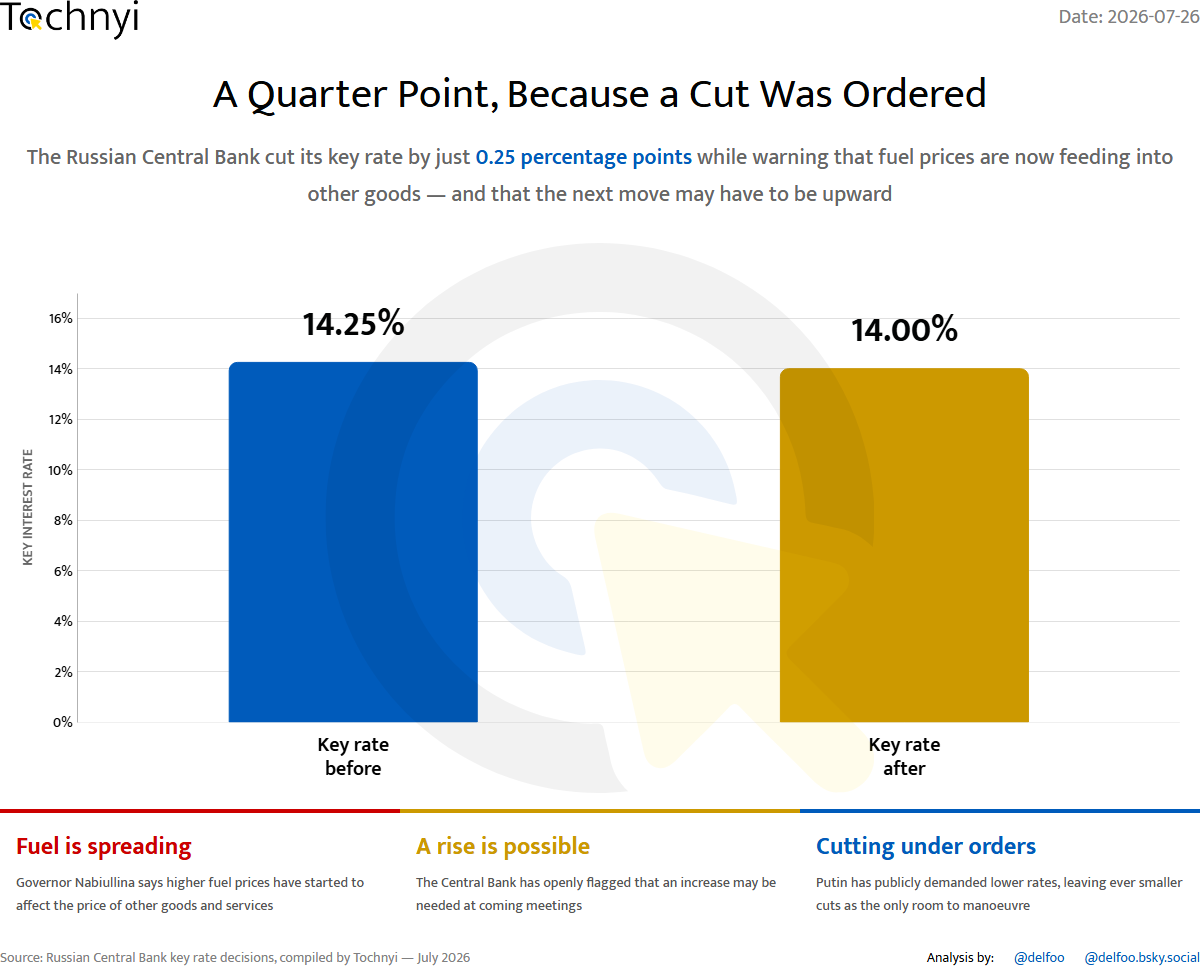 Tochnyi
Date: 2026-07-26
A Quarter Point, Because a Cut Was Ordered
The Russian Central Bank cut its key rate by just 0.25 percentage points while warning that fuel prices are now feeding into
other goods — and that the next move may have to be upward
KEY INTEREST RATE
16%
14%
12%
10%
8%
6%
4%
2%
0%
14.25%
14.00%
Key rate
before
Key rate
after
Fuel is spreading
Governor Nabiullina says higher fuel prices have started to
affect the price of other goods and services
A rise is possible
The Central Bank has openly flagged that an increase may be
needed at coming meetings
Cutting under orders
Putin has publicly demanded lower rates, leaving ever smaller
cuts as the only room to manoeuvre
Source: Russian Central Bank key rate decisions, compiled by Tochnyi — July 2026
Analysis by: @delfoo @delfoo.bsky.social